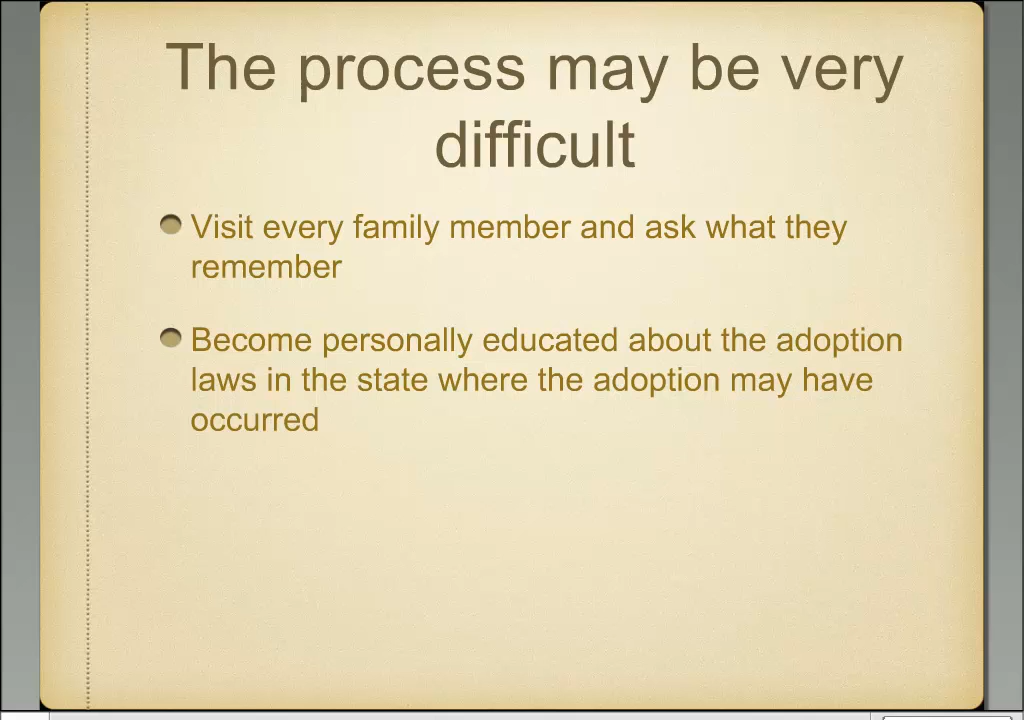 The process may be very
difficult
Visit every family member and ask what they
remember
Become personally educated about the adoption
laws in the state where the adoption may have
occurred